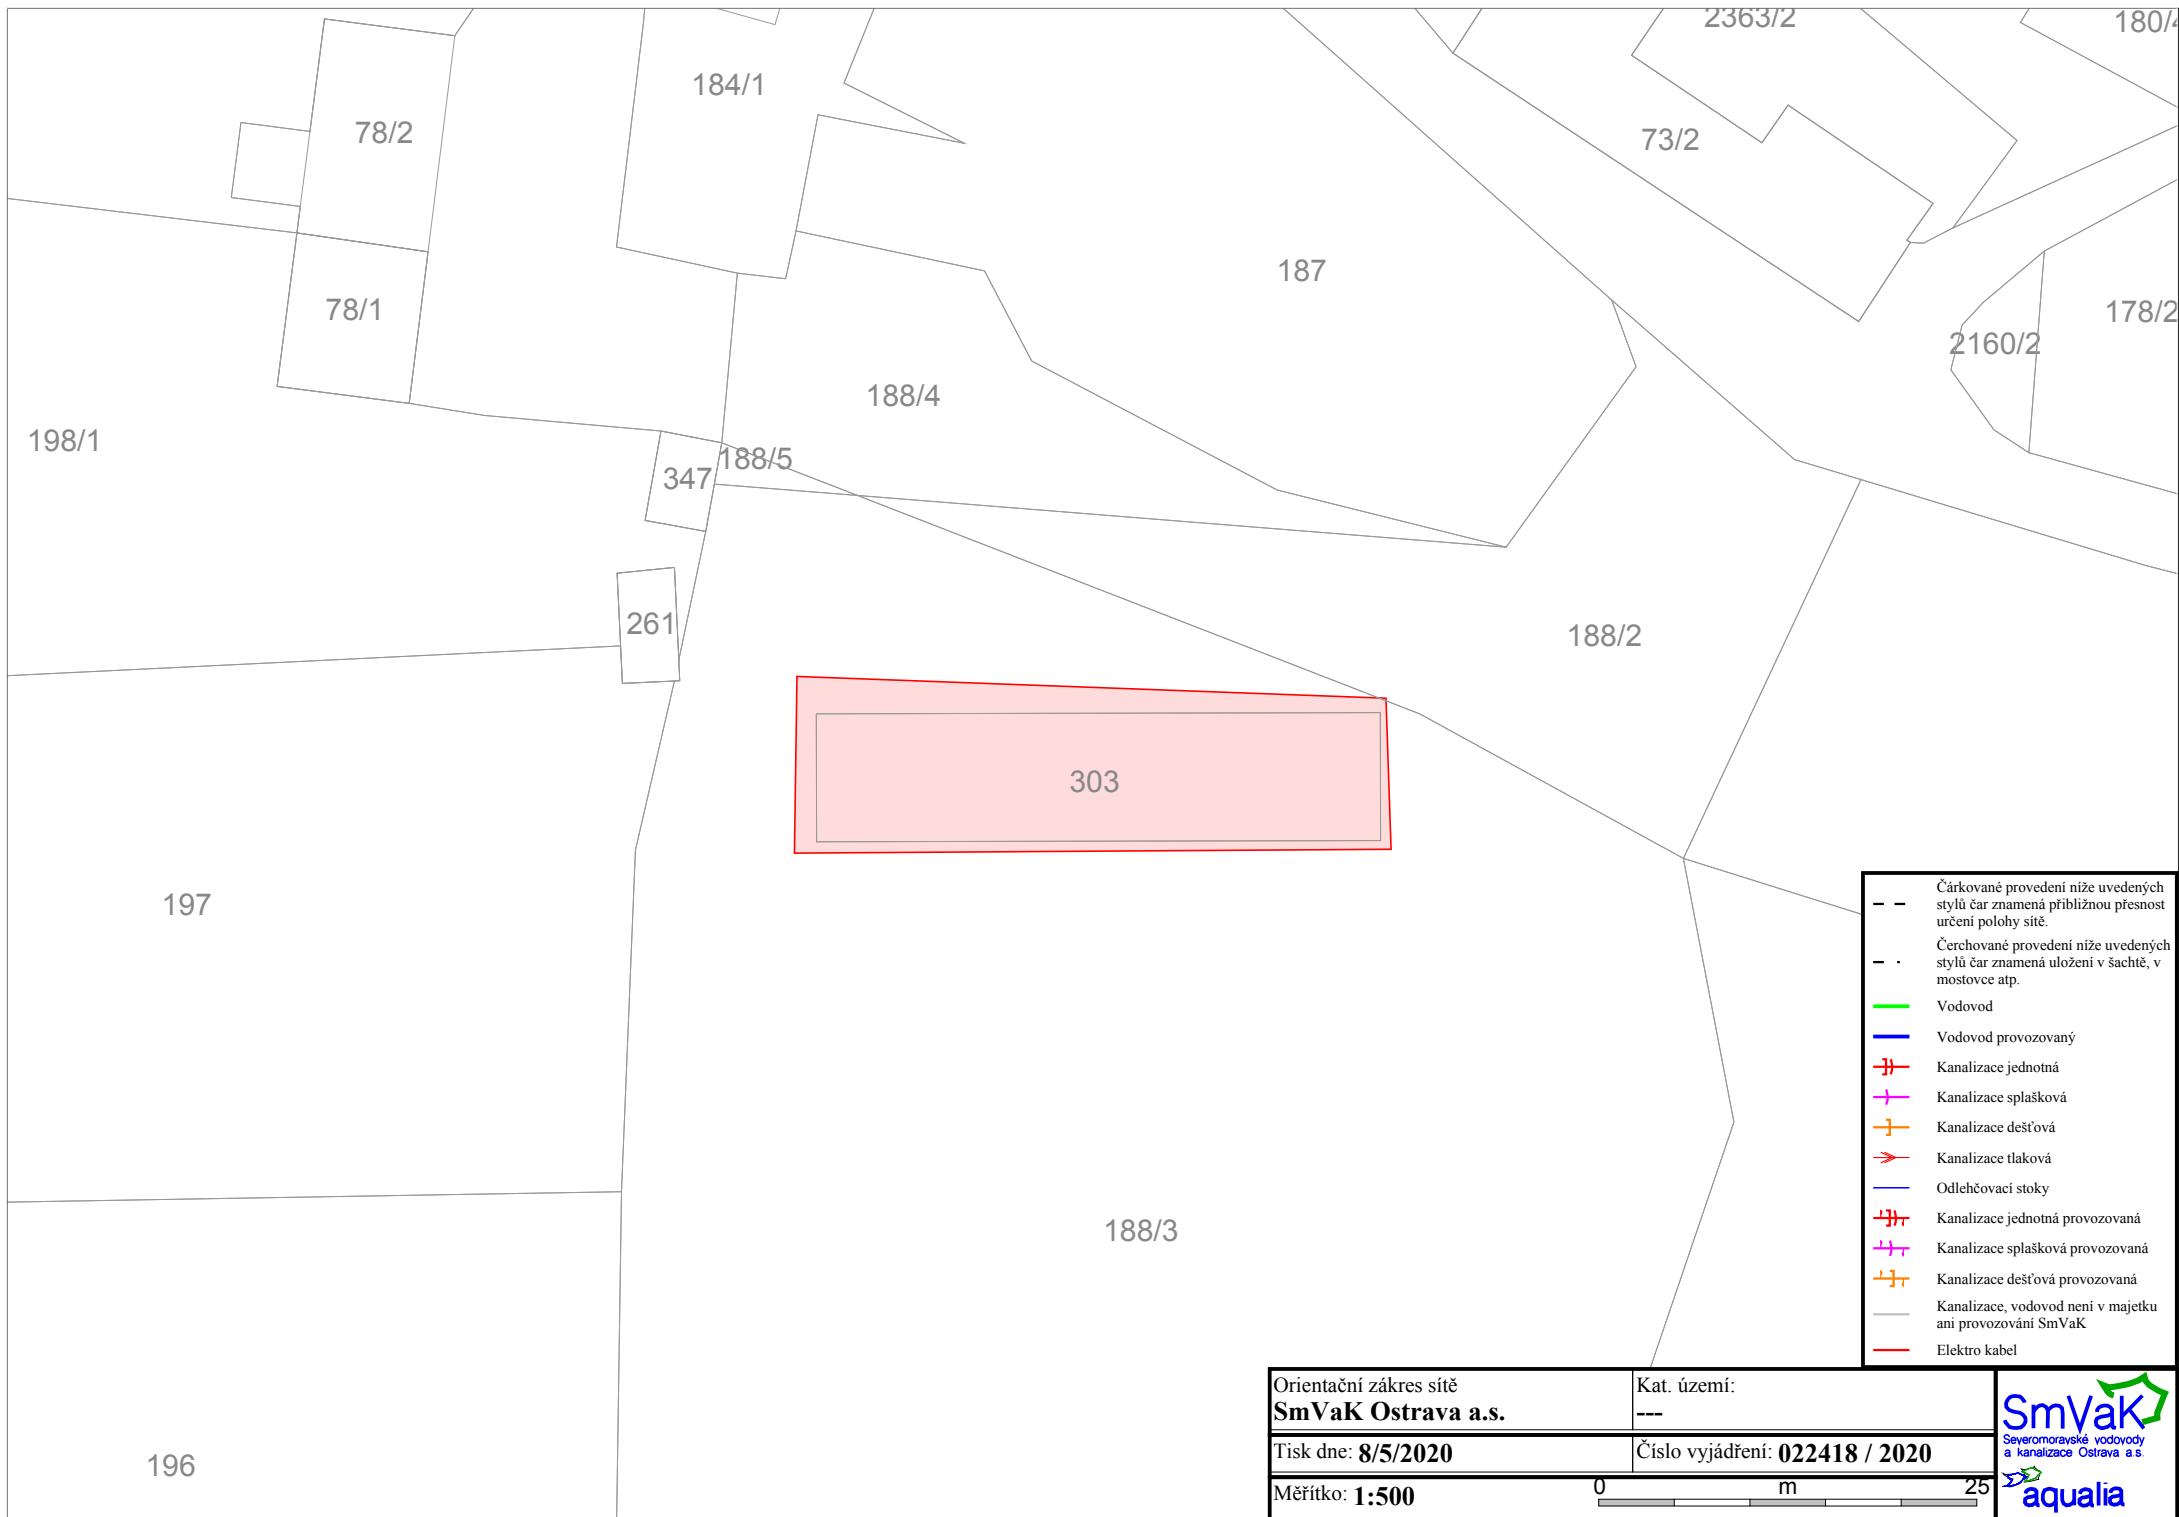 2363/2
180/
184/1
78/2
73/2
187
78/1
178/2
2160/2
188/4
198/1
188/5
347
261
188/2
303
197
188/3
196
Čárkované provedení níže uvedených
stylů čar znamená přibližnou přesnost
určení polohy sítě.
Čerchované provedení níže uvedených
stylů čar znamená uložení v šachtě, v
mostovce atp.
Vodovod
Vodovod provozovaný
Kanalizace jednotná
Kanalizace splašková
Kanalizace dešťová
Kanalizace tlaková
Odlehčovací stoky
Kanalizace jednotná provozovaná
Kanalizace splašková provozovaná
Kanalizace dešťová provozovaná
Kanalizace, vodovod není v majetku
ani provozování SmVaK
Elektro kabel
Orientační zákres sítě
SmVaK Ostrava a.s.
Kat. území:
---
Tisk dne: 8/5/2020
Číslo vyjádření: 022418 / 2020
Měřítko: 1:500
0 m 25
SmVaK
Severomoravské vodovody
a kanalizace Ostrava a.s.
aqualia